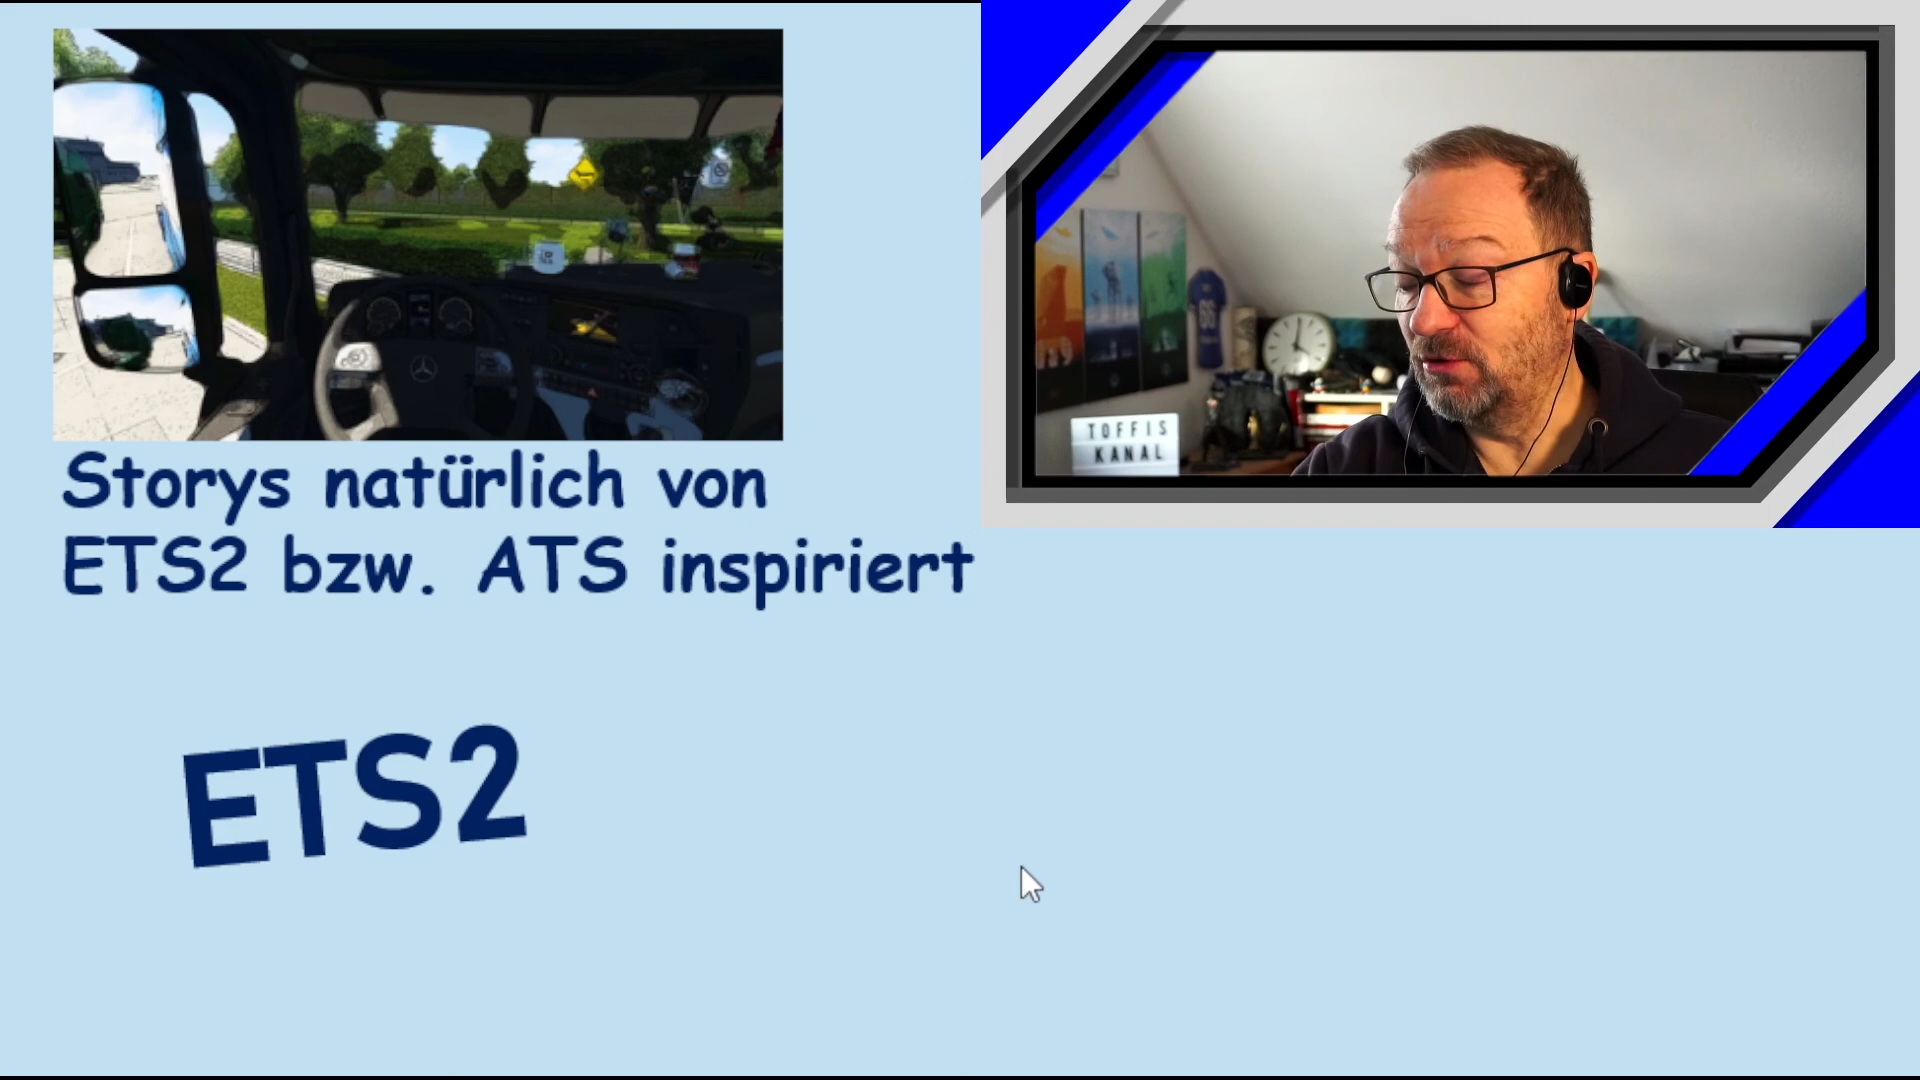 Storys natürlich von
ETS2 bzw. ATS inspiriert
ETS2
TOFFIS
KANAL